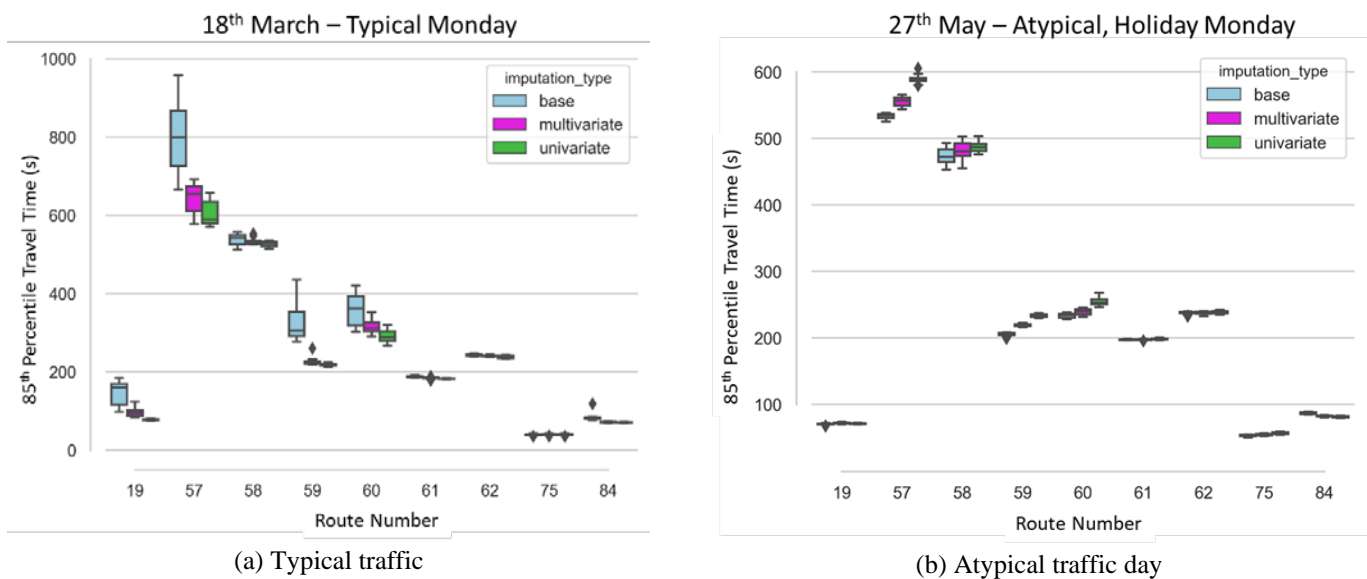 18th March – Typical Monday
1000
800
600
400
200
0
85th Percentile Travel Time (s)
imputation_type
base
multivariate
univariate
19 57 58 59 60 61 62 75 84
Route Number
(a) Typical traffic
27th May – Atypical, Holiday Monday
600
500
400
300
200
100
85th Percentile Travel Time (s)
imputation_type
base
multivariate
univariate
19 57 58 59 60 61 62 75 84
Route Number
(b) Atypical traffic day